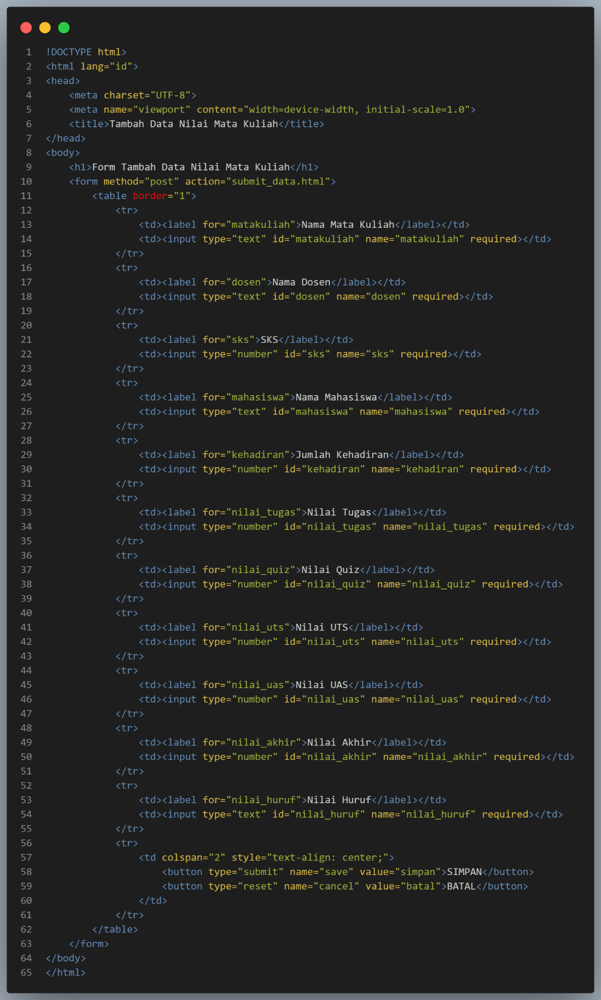 1 !DOCTYPE html>
2 <html lang="id">
3 <head>
4     <meta charset="UTF-8">
5     <meta name="viewport" content="width=device-width, initial-scale=1.0">
6     <title>Tambah Data Nilai Mata Kuliah</title>
7 </head>
8 <body>
9     <h1>Form Tambah Data Nilai Mata Kuliah</h1>
10     <form method="post" action="submit_data.html">
11         <table border="1">
12             <tr>
13                 <td><label for="matakuliah">Nama Mata Kuliah</label></td>
14                 <td><input type="text" id="matakuliah" name="matakuliah" required></td>
15             </tr>
16             <tr>
17                 <td><label for="dosen">Nama Dosen</label></td>
18                 <td><input type="text" id="dosen" name="dosen" required></td>
19             </tr>
20             <tr>
21                 <td><label for="sks">SKS</label></td>
22                 <td><input type="number" id="sks" name="sks" required></td>
23             </tr>
24             <tr>
25                 <td><label for="mahasiswa">Nama Mahasiswa</label></td>
26                 <td><input type="text" id="mahasiswa" name="mahasiswa" required></td>
27             </tr>
28             <tr>
29                 <td><label for="kehadiran">Jumlah Kehadiran</label></td>
30                 <td><input type="number" id="kehadiran" name="kehadiran" required></td>
31             </tr>
32             <tr>
33                 <td><label for="nilai_tugas">Nilai Tugas</label></td>
34                 <td><input type="number" id="nilai_tugas" name="nilai_tugas" required></td>
35             </tr>
36             <tr>
37                 <td><label for="nilai_quiz">Nilai Quiz</label></td>
38                 <td><input type="number" id="nilai_quiz" name="nilai_quiz" required></td>
39             </tr>
40             <tr>
41                 <td><label for="nilai_uts">Nilai UTS</label></td>
42                 <td><input type="number" id="nilai_uts" name="nilai_uts" required></td>
43             </tr>
44             <tr>
45                 <td><label for="nilai_uas">Nilai UAS</label></td>
46                 <td><input type="number" id="nilai_uas" name="nilai_uas" required></td>
47             </tr>
48             <tr>
49                 <td><label for="nilai_akhir">Nilai Akhir</label></td>
50                 <td><input type="number" id="nilai_akhir" name="nilai_akhir" required></td>
51             </tr>
52             <tr>
53                 <td><label for="nilai_huruf">Nilai Huruf</label></td>
54                 <td><input type="text" id="nilai_huruf" name="nilai_huruf" required></td>
55             </tr>
56             <tr>
57                 <td colspan="2" style="text-align: center;">
58                     <button type="submit" name="save" value="simpan">SIMPAN</button>
59                     <button type="reset" name="cancel" value="batal">BATAL</button>
60                 </td>
61             </tr>
62         </table>
63     </form>
64 </body>
65 </html>